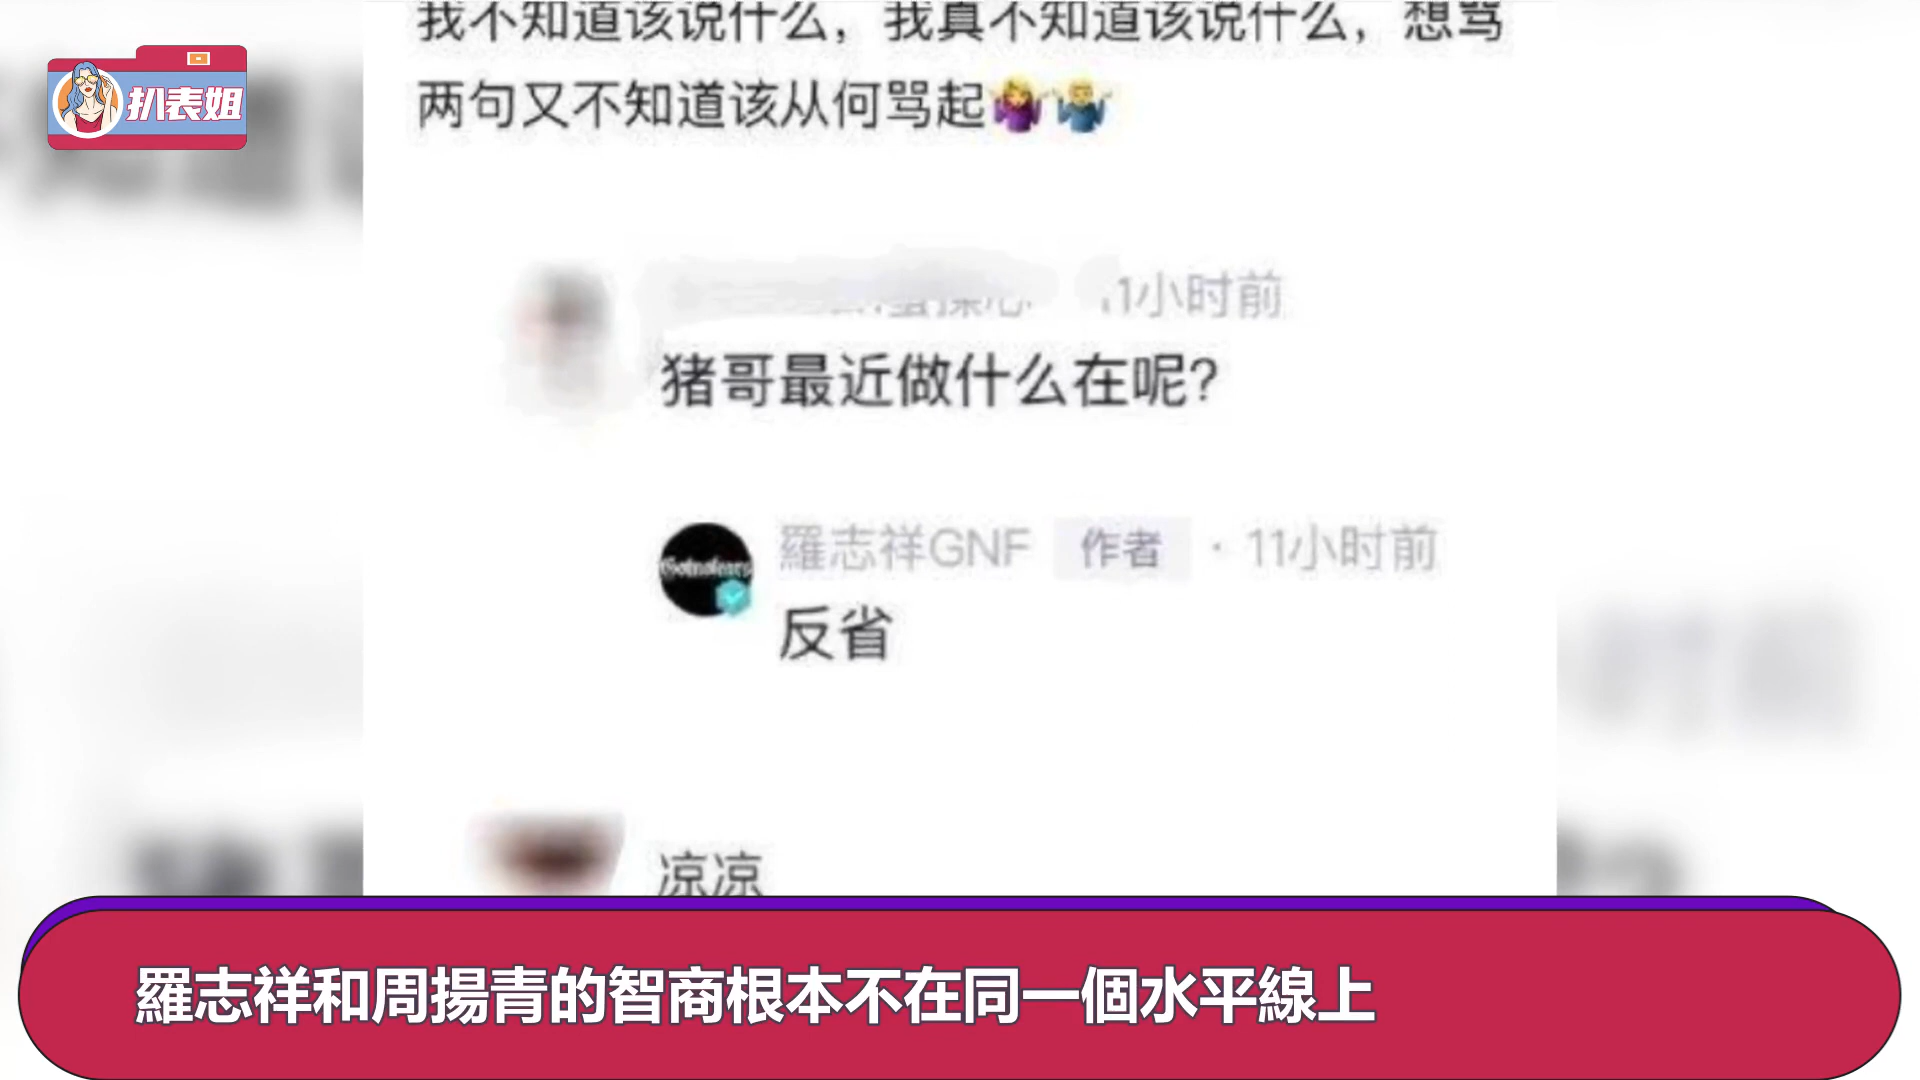 我不知道该说什么，我真不知道该说什么，想骂
扒表姐
两句又不知道该从何骂起🤷‍♀️🤷‍♂️
11小时前
猪哥最近做什么在呢?
羅志祥GNF 作者 · 11小时前
反省
凉凉
羅志祥和周揚青的智商根本不在同一個水平線上